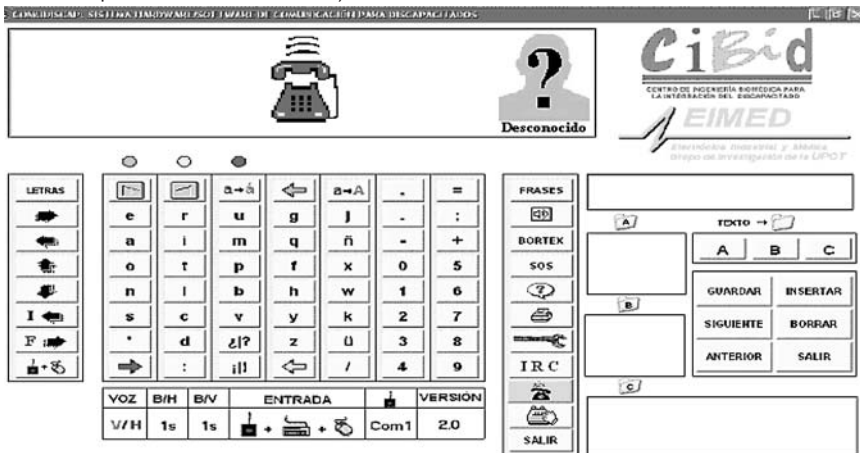 COMUDISCAP: SISTEMA HARDWARE/SOFTWARE DE COMUNICACIÓN PARA DISCAPACITADOS
Desconocido
CiBid
CENTRO DE INGENIERÍA BIOMÉDICA PARA
LA INTEGRACIÓN DEL DISCAPACITADO
EIMED
Electrónica Industrial y Médica
Grupo de investigación de la UPCT
LETRAS a→á a→A . =
e r u g J . :
a i m q ñ - +
o t p f x 0 5
n l b h w 1 6
I s c v y k 2 7
F ' d ¿|? z ü 3 8
: ¡|! / 4 9
VOZ B/H B/V ENTRADA VERSIÓN
V/H 1s 1s + + Com1 2.0
FRASES
BORTEX
SOS
?
IRC
SALIR
A TEXTO →
A B C
B
GUARDAR INSERTAR
SIGUIENTE BORRAR
ANTERIOR SALIR
C